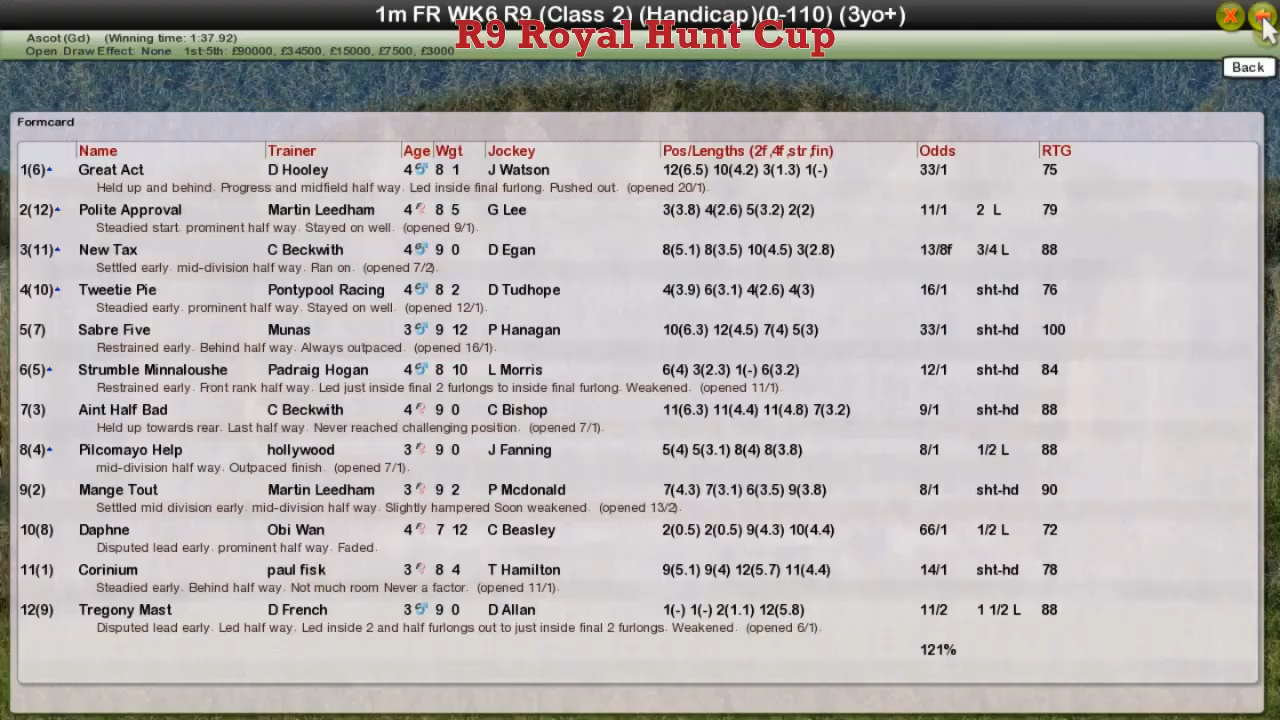 1m FR WK6 R9 (Class 2) (Handicap)(0-110) (3yo+)
R9 Royal Hunt Cup
Ascot(Gd) (Winning time: 1:37.92)
Open Draw Effect: None 1st-5th: £90000, £34500, £15000, £7500, £3000
Back
Formcard
Name Trainer Age Wgt Jockey Pos/Lengths (2f,4f,str,fin) Odds RTG
1(6) Great Act D Hooley 4 8 1 J Watson 12(6.5) 10(4.2) 3(1.3) 1(-) 33/1 75
Held up and behind. Progress and midfield half way. Led inside final furlong. Pushed out. (opened 20/1).
2(12) Polite Approval Martin Leedham 4 8 5 G Lee 3(3.8) 4(2.6) 5(3.2) 2(2) 11/1 2 L 79
Steadied start. prominent half way. Stayed on well. (opened 9/1).
3(11) New Tax C Beckwith 4 9 0 D Egan 8(5.1) 8(3.5) 10(4.5) 3(2.8) 13/8f 3/4 L 88
Settled early. mid-division half way. Ran on. (opened 7/2).
4(10) Tweetie Pie Pontypool Racing 4 8 2 D Tudhope 4(3.9) 6(3.1) 4(2.6) 4(3) 16/1 sht-hd 76
Steadied early. prominent half way. Stayed on well. (opened 12/1).
5(7) Sabre Five Munas 3 9 12 P Hanagan 10(6.3) 12(4.5) 7(4) 5(3) 33/1 sht-hd 100
Restrained early. Behind half way. Always outpaced. (opened 16/1).
6(5) Strumble Minnaloushe Padraig Hogan 4 8 10 L Morris 6(4) 3(2.3) 1(-) 6(3.2) 12/1 sht-hd 84
Restrained early. Front rank half way. Led just inside final 2 furlongs to inside final furlong. Weakened. (opened 11/1).
7(3) Aint Half Bad C Beckwith 4 9 0 C Bishop 11(6.3) 11(4.4) 11(4.8) 7(3.2) 9/1 sht-hd 88
Held up towards rear. Last half way. Never reached challenging position. (opened 7/1).
8(4) Pilcomayo Help hollywood 3 9 0 J Fanning 5(4) 5(3.1) 8(4) 8(3.8) 8/1 1/2 L 88
mid-division half way. Outpaced finish. (opened 7/1).
9(2) Mange Tout Martin Leedham 3 9 2 P Mcdonald 7(4.3) 7(3.1) 6(3.5) 9(3.8) 8/1 sht-hd 90
Settled mid division early. mid-division half way. Slightly hampered Soon weakened. (opened 13/2).
10(8) Daphne Obi Wan 4 7 12 C Beasley 2(0.5) 2(0.5) 9(4.3) 10(4.4) 66/1 1/2 L 72
Disputed lead early. prominent half way. Faded.
11(1) Corinium paul fisk 3 8 4 T Hamilton 9(5.1) 9(4) 12(5.7) 11(4.4) 14/1 sht-hd 78
Steadied early. Behind half way. Not much room Never a factor. (opened 11/1).
12(9) Tregony Mast D French 3 9 0 D Allan 1(-) 1(-) 2(1.1) 12(5.8) 11/2 1 1/2 L 88
Disputed lead early. Led half way. Led inside 2 and half furlongs out to just inside final 2 furlongs. Weakened. (opened 6/1).
121%